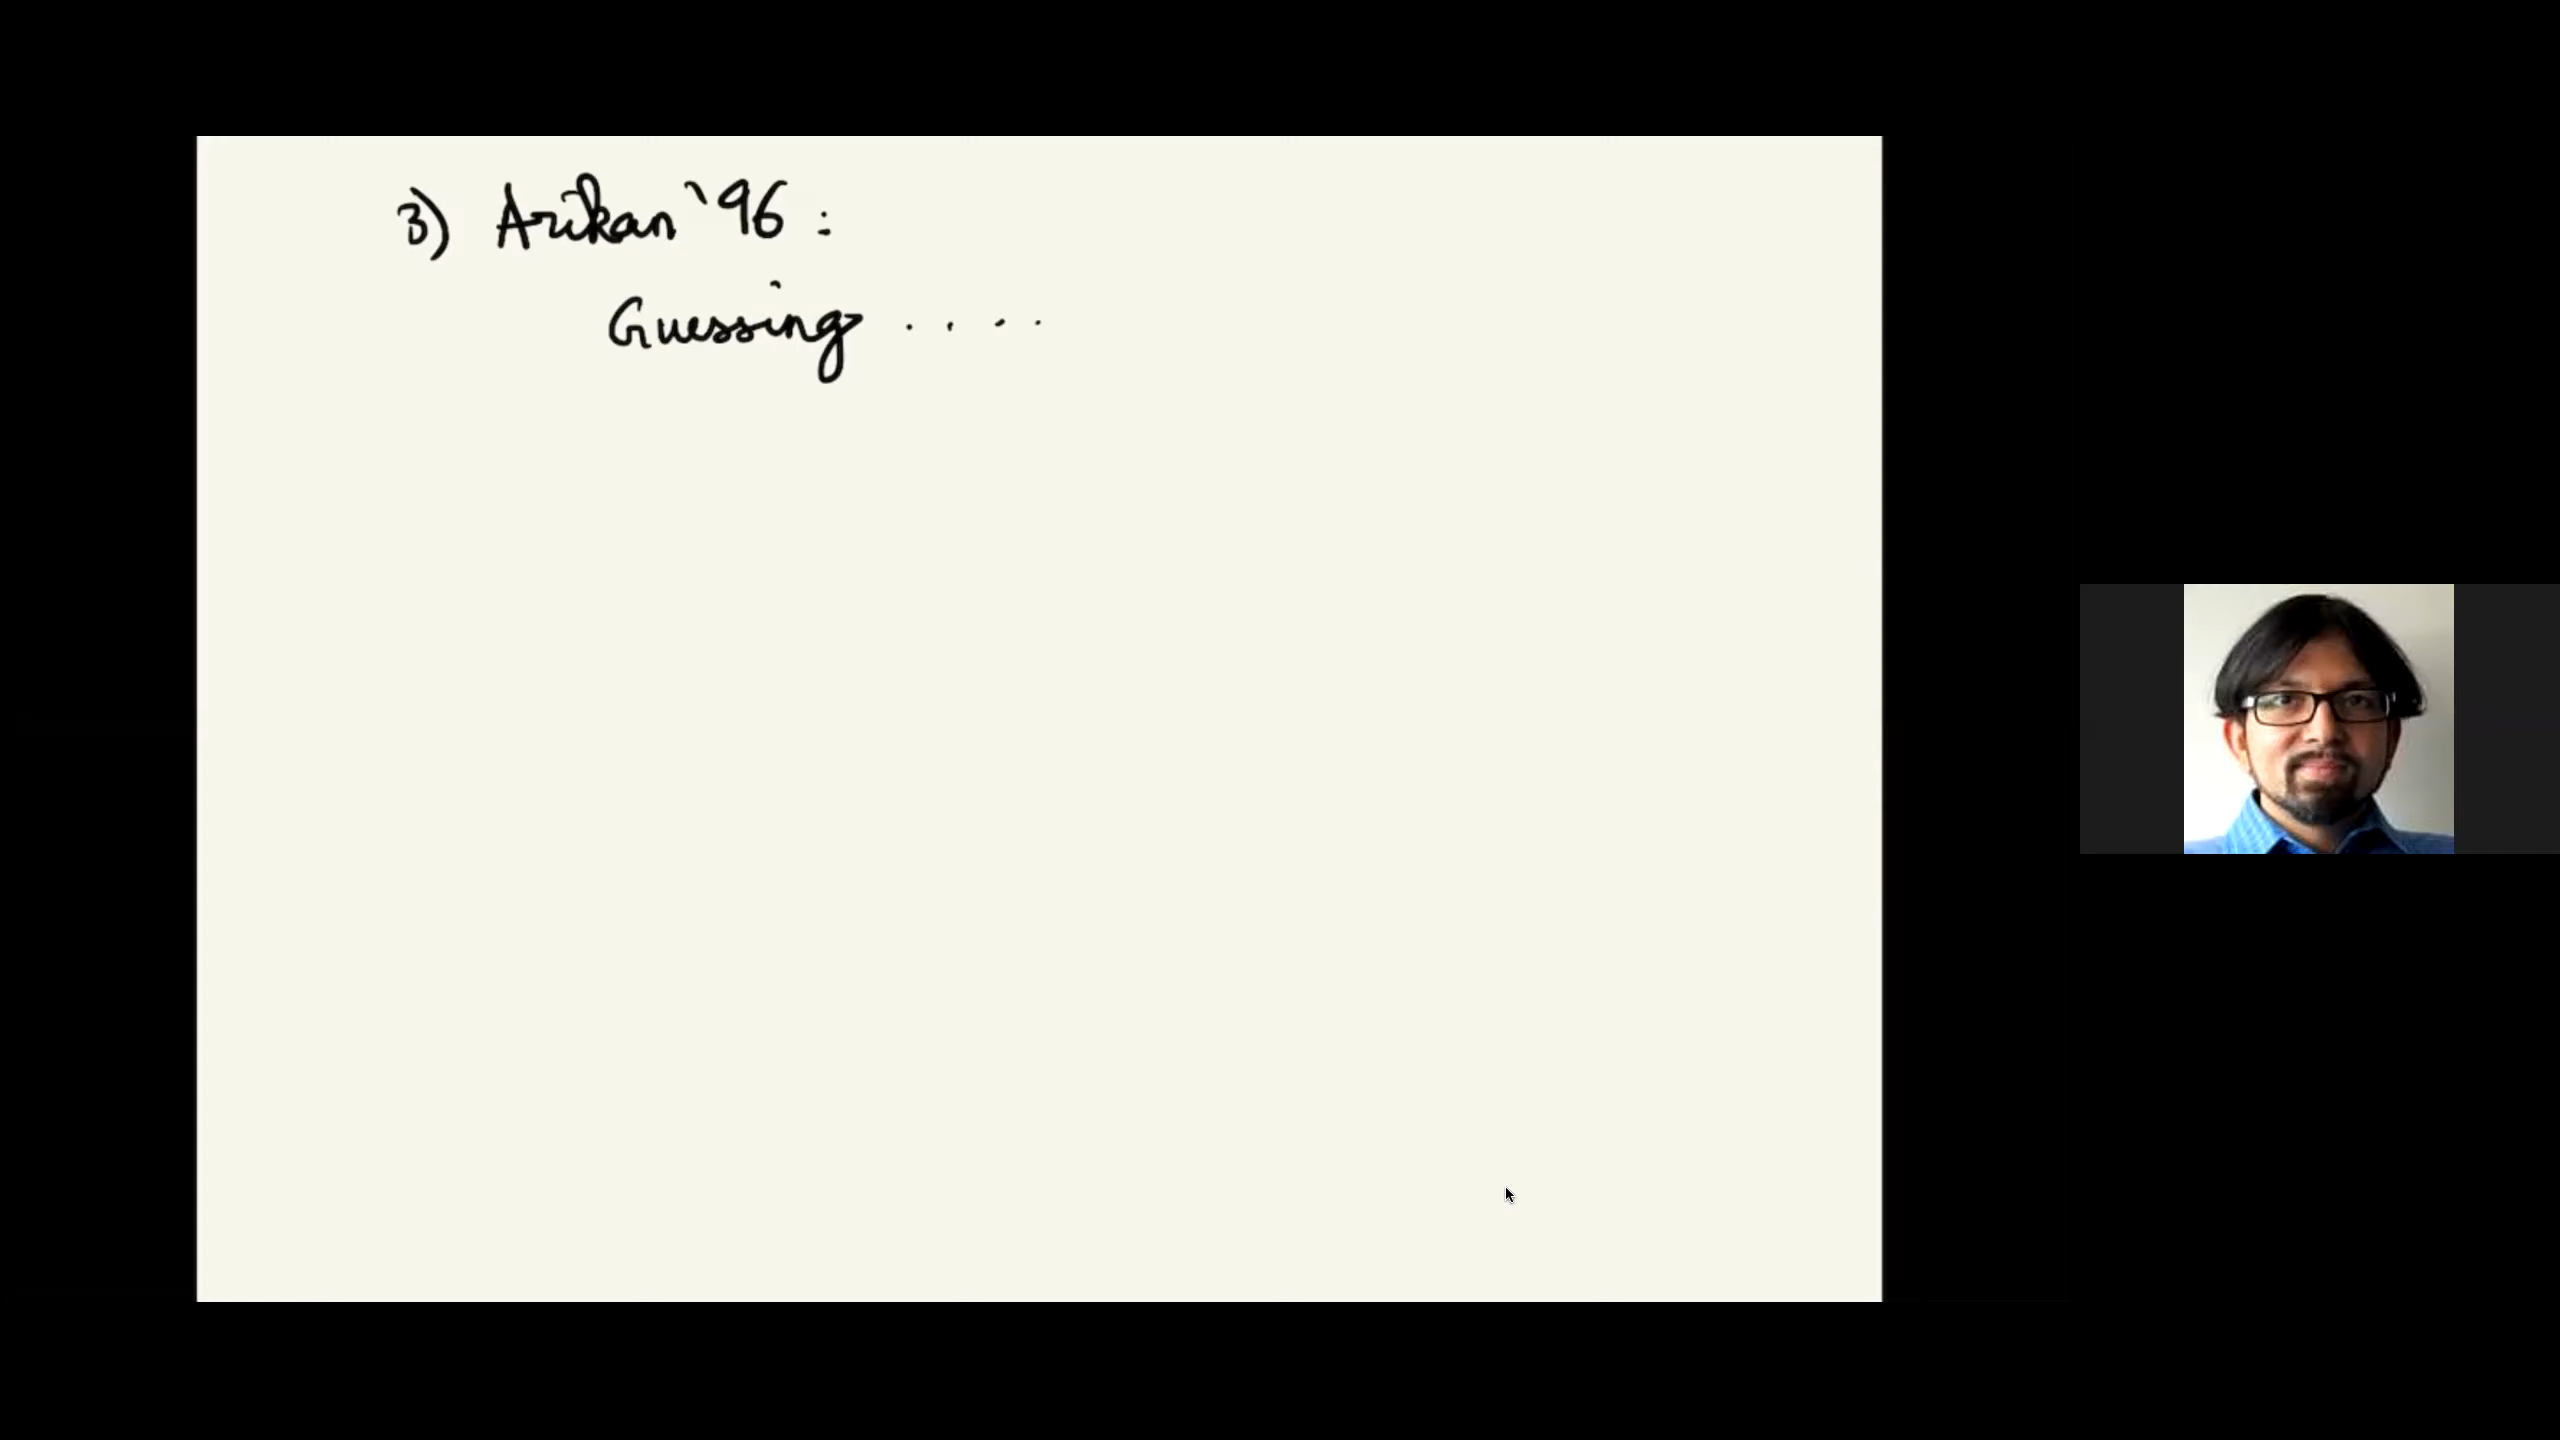 3) Arikan `96 :
Guessing ....